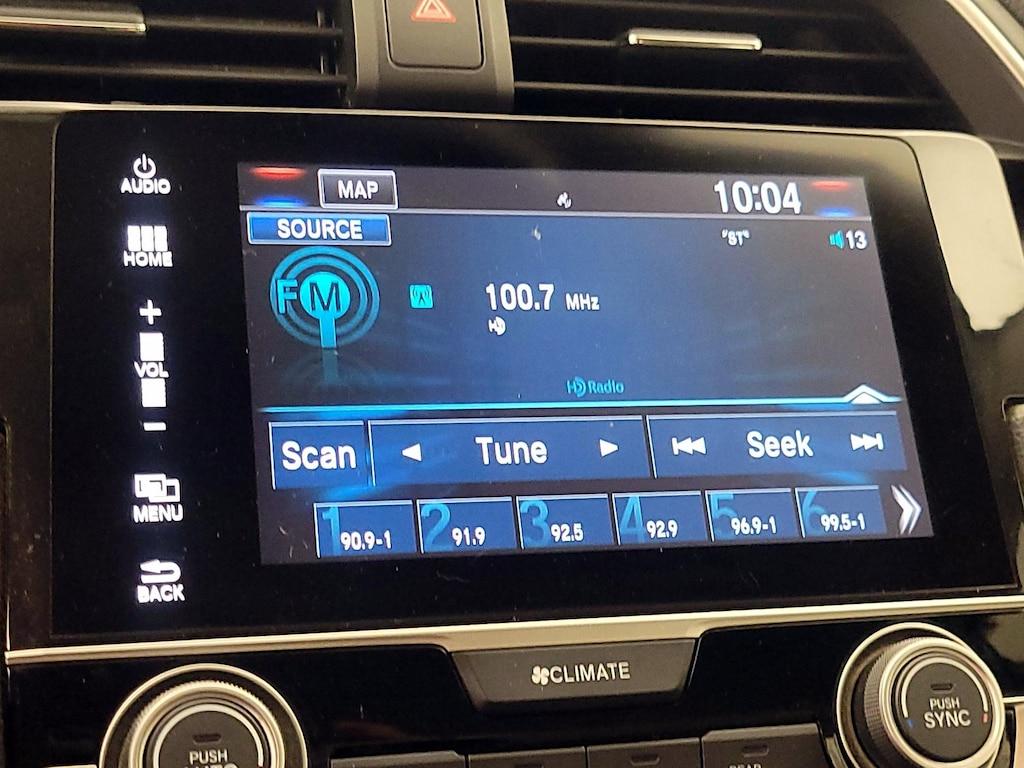 AUDIO
HOME
+
VOL
-
MENU
BACK
MAP
10:04
SOURCE
"ST"
13
FM
100.7 MHz
HD
HD Radio
Scan
Tune
Seek
1 90.9-1
2 91.9
3 92.5
4 92.9
5 96.9-1
6 99.5-1
CLIMATE
PUSH
PUSH
SYNC
REAR